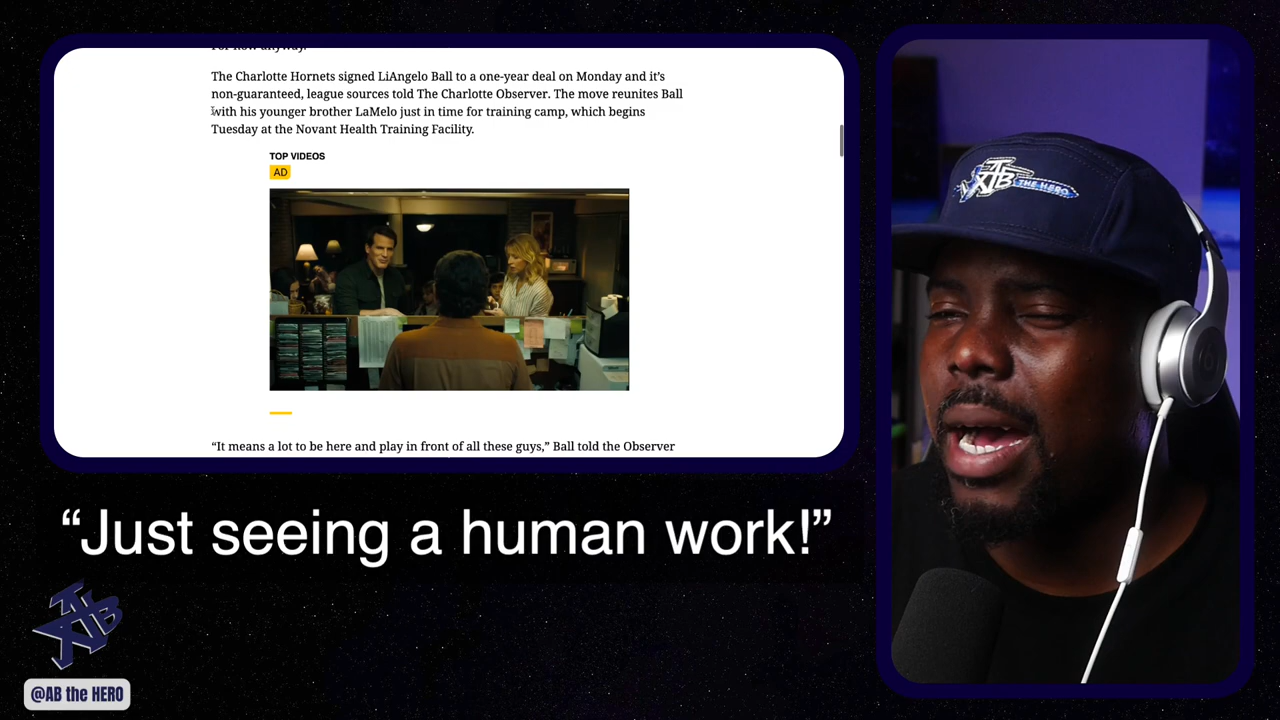 For now anyway.
The Charlotte Hornets signed LiAngelo Ball to a one-year deal on Monday and it’s
non-guaranteed, league sources told The Charlotte Observer. The move reunites Ball
with his younger brother LaMelo just in time for training camp, which begins
Tuesday at the Novant Health Training Facility.
TOP VIDEOS
AD
“It means a lot to be here and play in front of all these guys,” Ball told the Observer
“Just seeing a human work!”
ATB
@AB the HERO
THE HERO